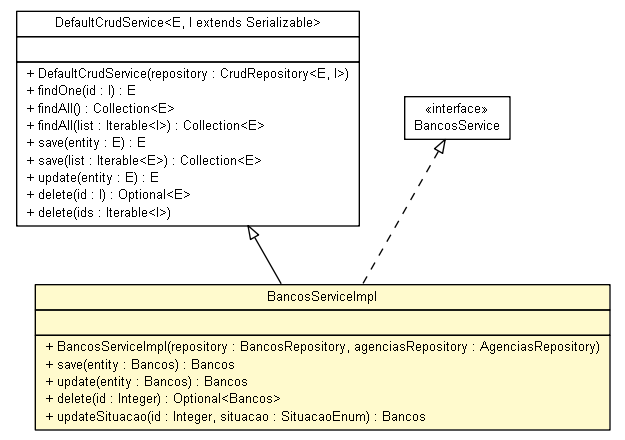 DefaultCrudService<E, I extends Serializable>
+ DefaultCrudService(repository : CrudRepository<E, I>)
+ findOne(id : I) : E
+ findAll() : Collection<E>
+ findAll(list : Iterable<I>) : Collection<E>
+ save(entity : E) : E
+ save(list : Iterable<E>) : Collection<E>
+ update(entity : E) : E
+ delete(id : I) : Optional<E>
+ delete(ids : Iterable<I>)
«interface»
BancosService
BancosServiceImpl
+ BancosServiceImpl(repository : BancosRepository, agenciasRepository : AgenciasRepository)
+ save(entity : Bancos) : Bancos
+ update(entity : Bancos) : Bancos
+ delete(id : Integer) : Optional<Bancos>
+ updateSituacao(id : Integer, situacao : SituacaoEnum) : Bancos